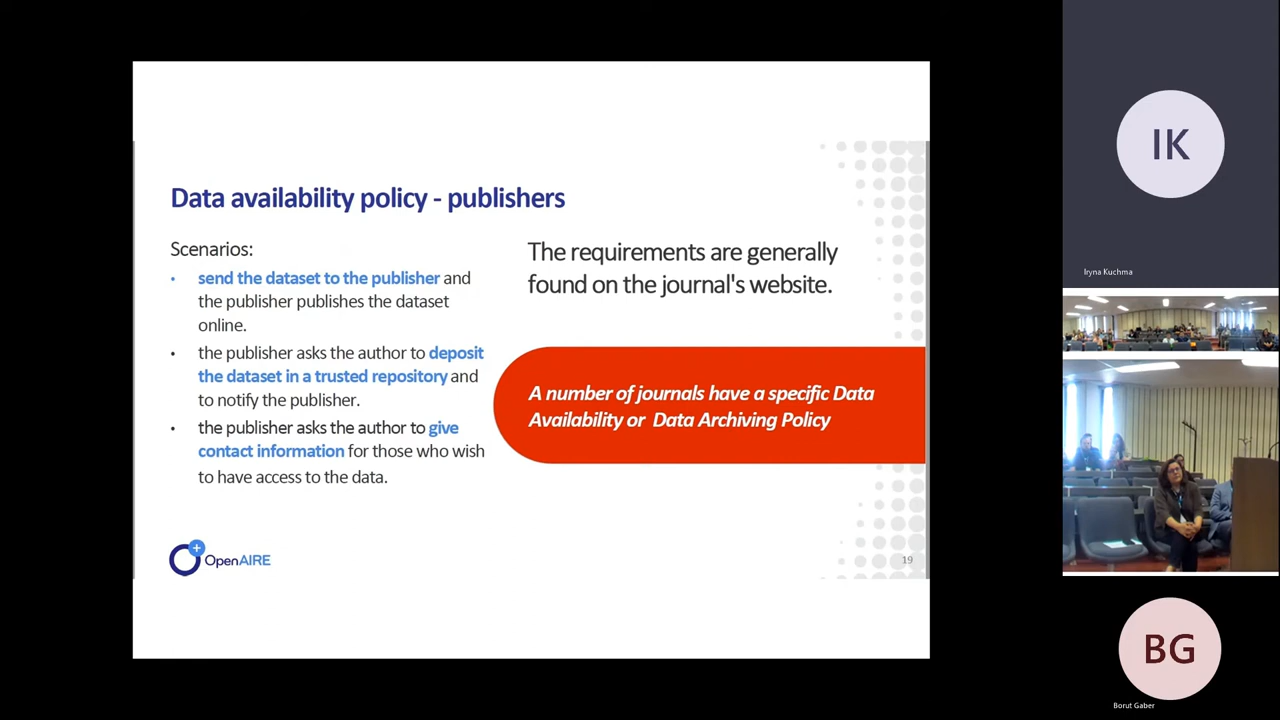 Data availability policy - publishers
Scenarios:
• send the dataset to the publisher and
the publisher publishes the dataset
online.
• the publisher asks the author to deposit
the dataset in a trusted repository and
to notify the publisher.
• the publisher asks the author to give
contact information for those who wish
to have access to the data.
The requirements are generally
found on the journal's website.
A number of journals have a specific Data
Availability or Data Archiving Policy
OpenAIRE
19
IK
Iryna Kuchma
BG
Borut Gaber